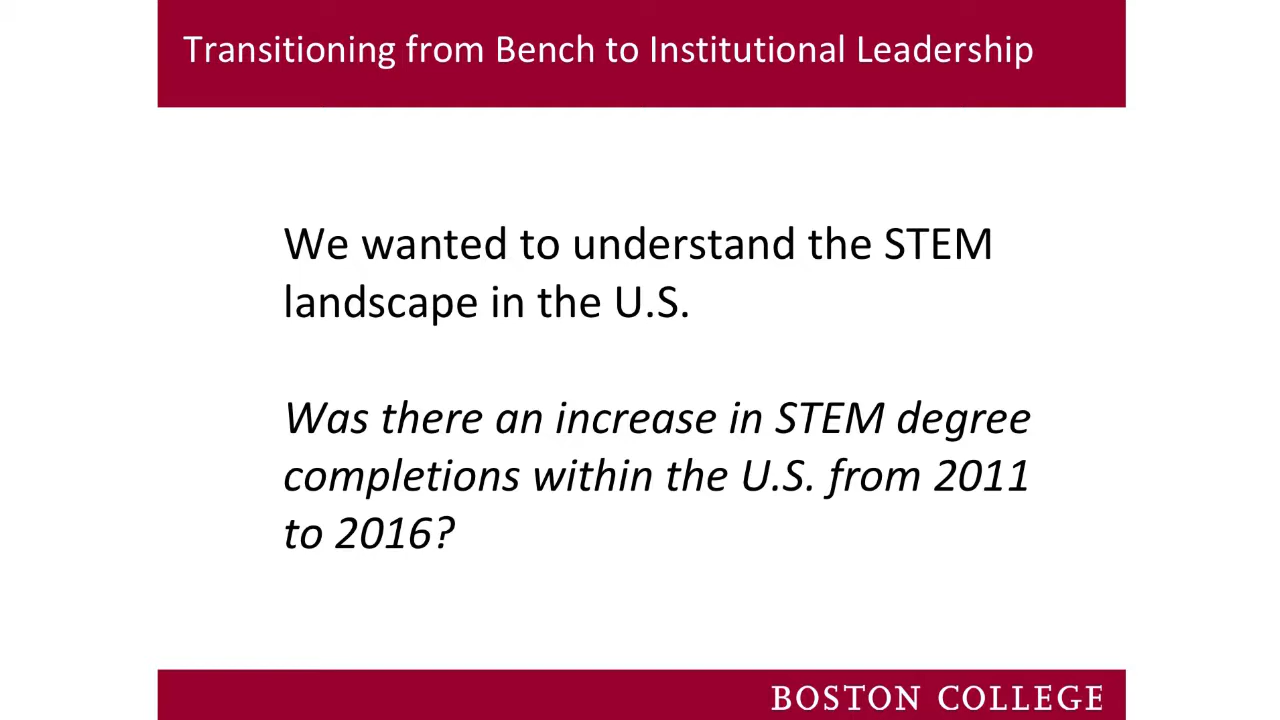 Transitioning from Bench to Institutional Leadership
We wanted to understand the STEM
landscape in the U.S.
Was there an increase in STEM degree
completions within the U.S. from 2011
to 2016?
BOSTON COLLEGE